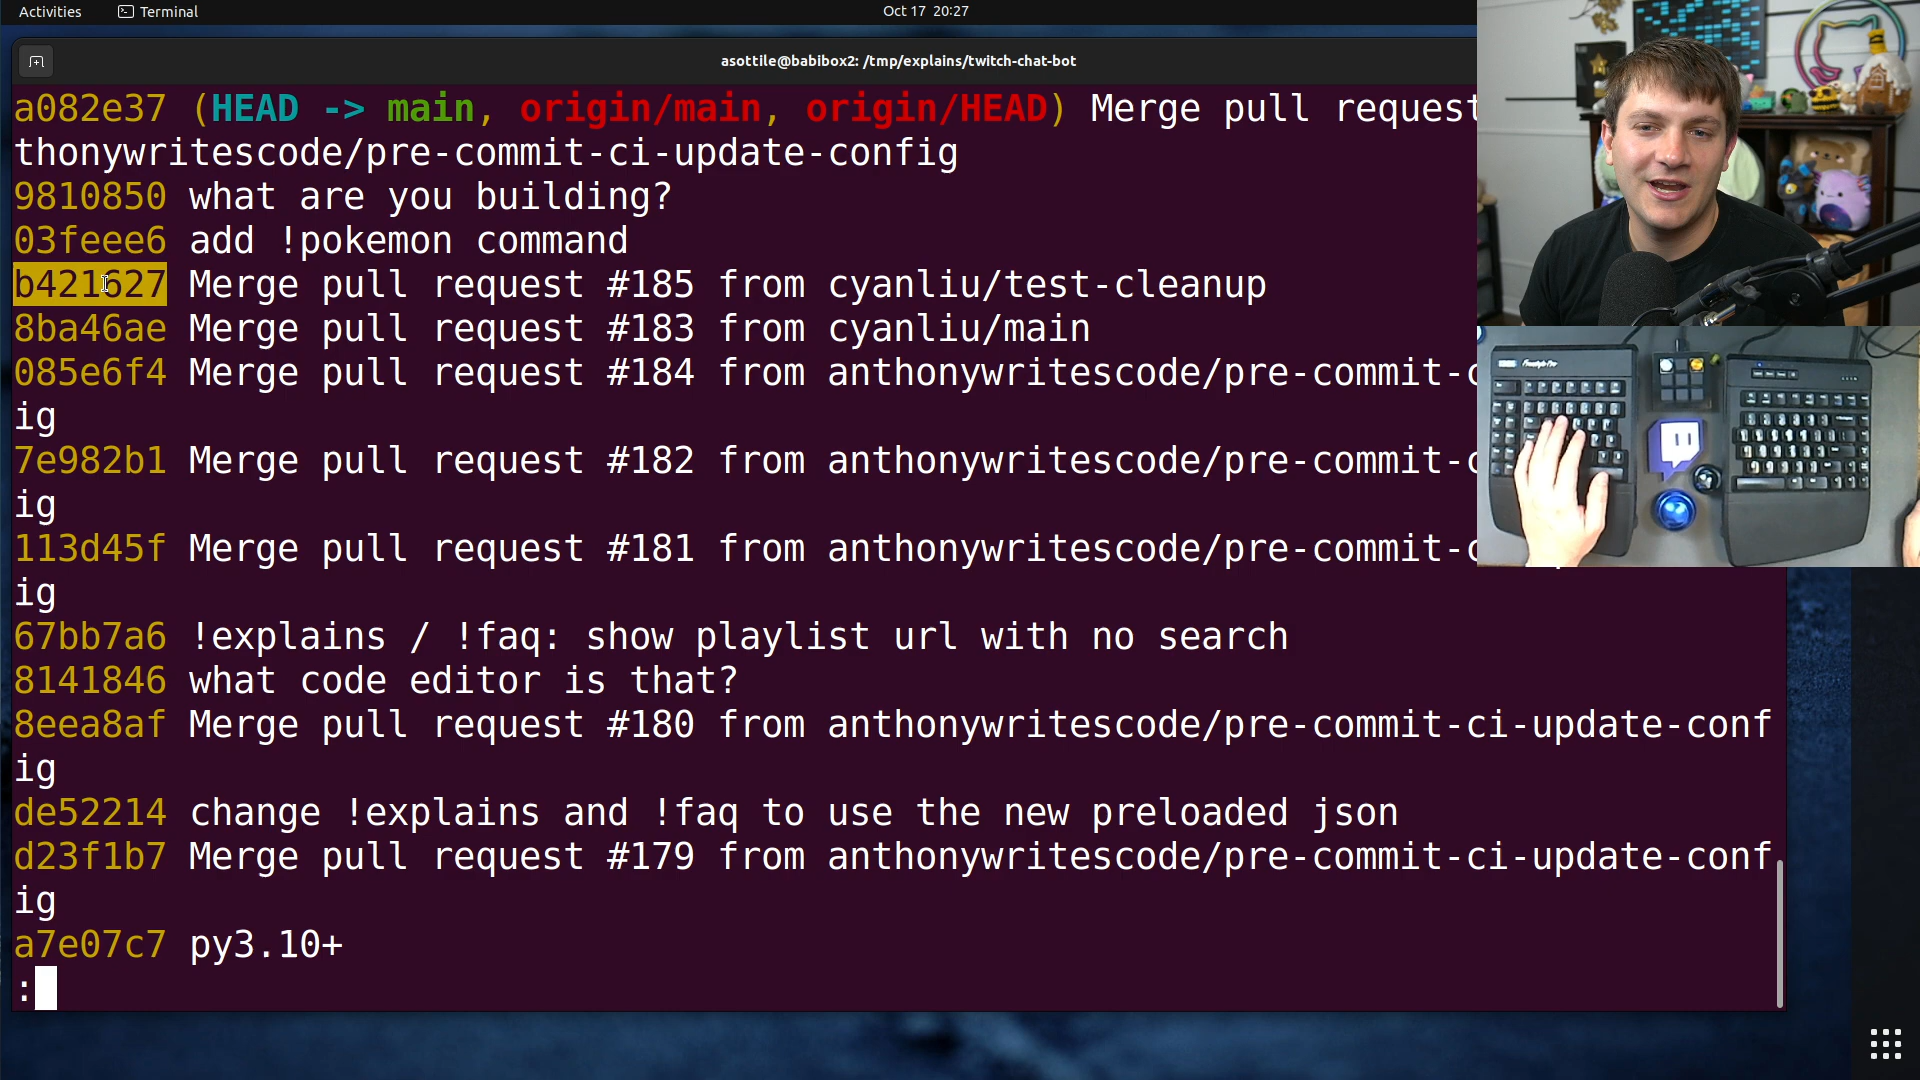 Activities
Terminal
Oct 17 20:27
asottile@babibox2: /tmp/explains/twitch-chat-bot
a082e37 (HEAD -> main, origin/main, origin/HEAD) Merge pull request
thonywritescode/pre-commit-ci-update-config
9810850 what are you building?
03feee6 add !pokemon command
b421627 Merge pull request #185 from cyanliu/test-cleanup
8ba46ae Merge pull request #183 from cyanliu/main
085e6f4 Merge pull request #184 from anthonywritescode/pre-commit-c
ig
7e982b1 Merge pull request #182 from anthonywritescode/pre-commit-c
ig
113d45f Merge pull request #181 from anthonywritescode/pre-commit-c
ig
67bb7a6 !explains / !faq: show playlist url with no search
8141846 what code editor is that?
8eea8af Merge pull request #180 from anthonywritescode/pre-commit-ci-update-conf
ig
de52214 change !explains and !faq to use the new preloaded json
d23f1b7 Merge pull request #179 from anthonywritescode/pre-commit-ci-update-conf
ig
a7e07c7 py3.10+
: